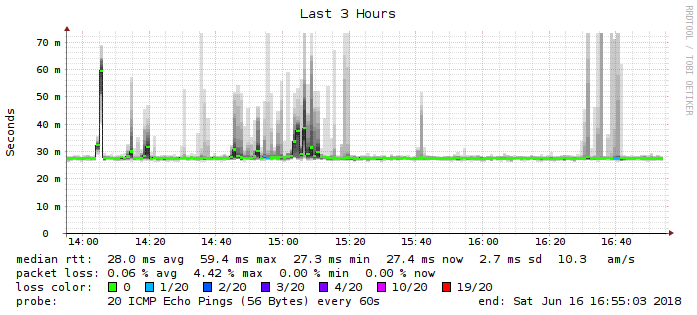 Last 3 Hours
RRDTOOL / TOBI OETIKER
Seconds
70 m
60 m
50 m
40 m
30 m
20 m
10 m
0
14:00 14:20 14:40 15:00 15:20 15:40 16:00 16:20 16:40
median rtt: 28.0 ms avg 59.4 ms max 27.3 ms min 27.4 ms now 2.7 ms sd 10.3 am/s
packet loss: 0.06 % avg 4.42 % max 0.00 % min 0.00 % now
loss color: 0 1/20 2/20 3/20 4/20 10/20 19/20
probe: 20 ICMP Echo Pings (56 Bytes) every 60s end: Sat Jun 16 16:55:03 2018